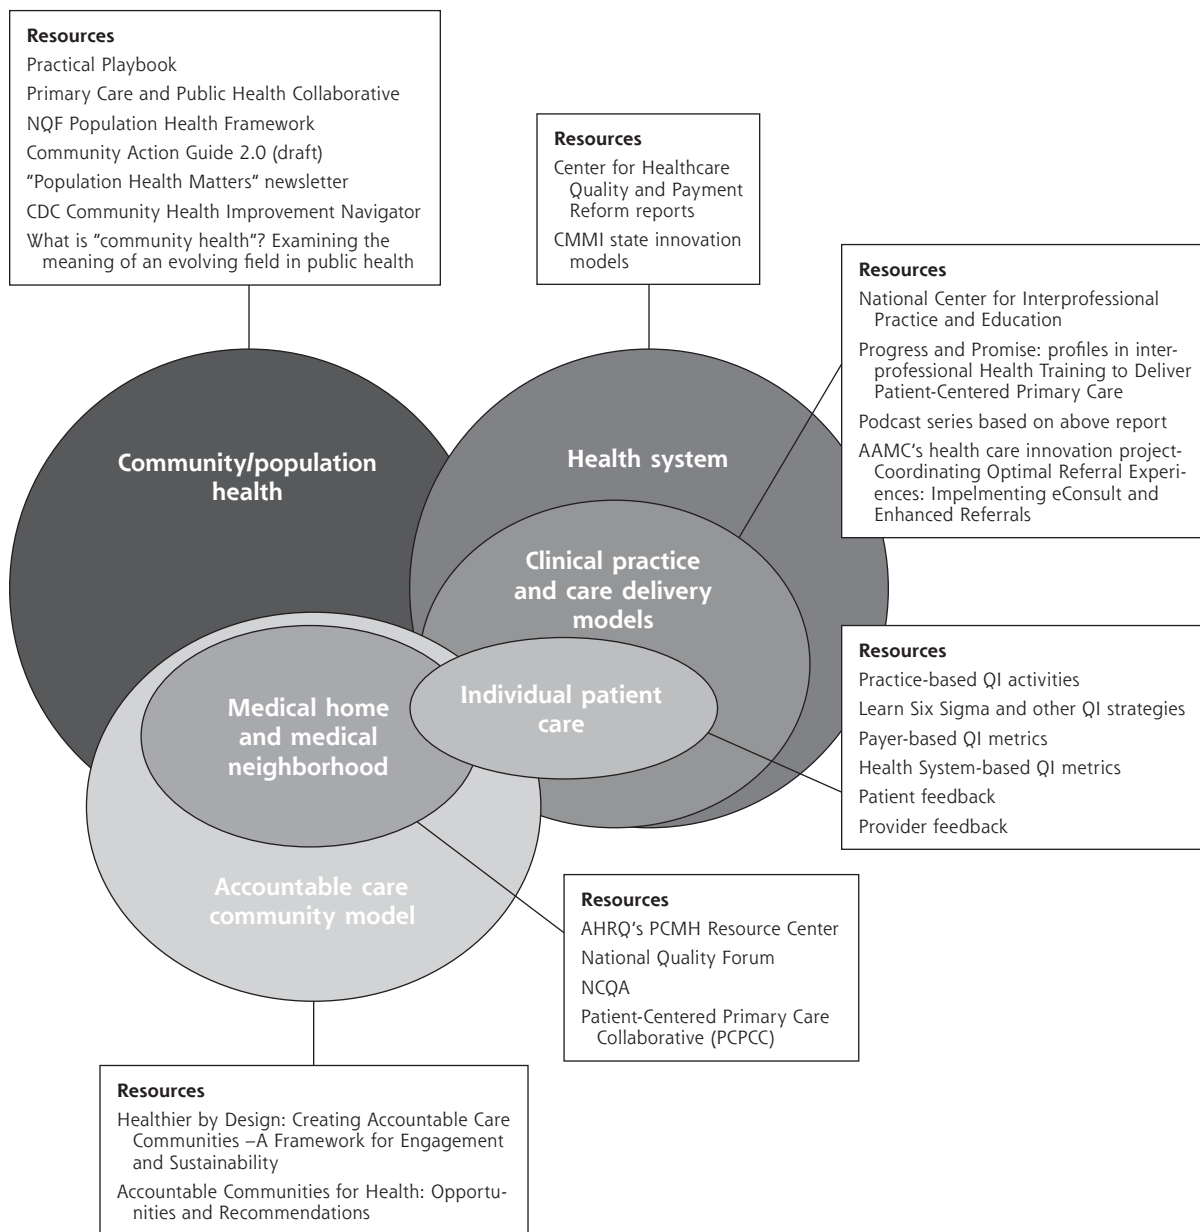 Resources
Practical Playbook
Primary Care and Public Health Collaborative
NQF Population Health Framework
Community Action Guide 2.0 (draft)
"Population Health Matters" newsletter
CDC Community Health Improvement Navigator
What is "community health"? Examining the
meaning of an evolving field in public health
Resources
Center for Healthcare
Quality and Payment
Reform reports
CMMI state innovation
models
Resources
National Center for Interprofessional
Practice and Education
Progress and Promise: profiles in inter-
professional Health Training to Deliver
Patient-Centered Primary Care
Podcast series based on above report
AAMC's health care innovation project-
Coordinating Optimal Referral Experi-
ences: Impelmenting eConsult and
Enhanced Referrals
Community/population
health
Health system
Clinical practice
and care delivery
models
Individual patient
care
Medical home
and medical
neighborhood
Accountable care
community model
Resources
Practice-based QI activities
Learn Six Sigma and other QI strategies
Payer-based QI metrics
Health System-based QI metrics
Patient feedback
Provider feedback
Resources
AHRQ's PCMH Resource Center
National Quality Forum
NCQA
Patient-Centered Primary Care
Collaborative (PCPCC)
Resources
Healthier by Design: Creating Accountable Care
Communities –A Framework for Engagement
and Sustainability
Accountable Communities for Health: Opportu-
nities and Recommendations